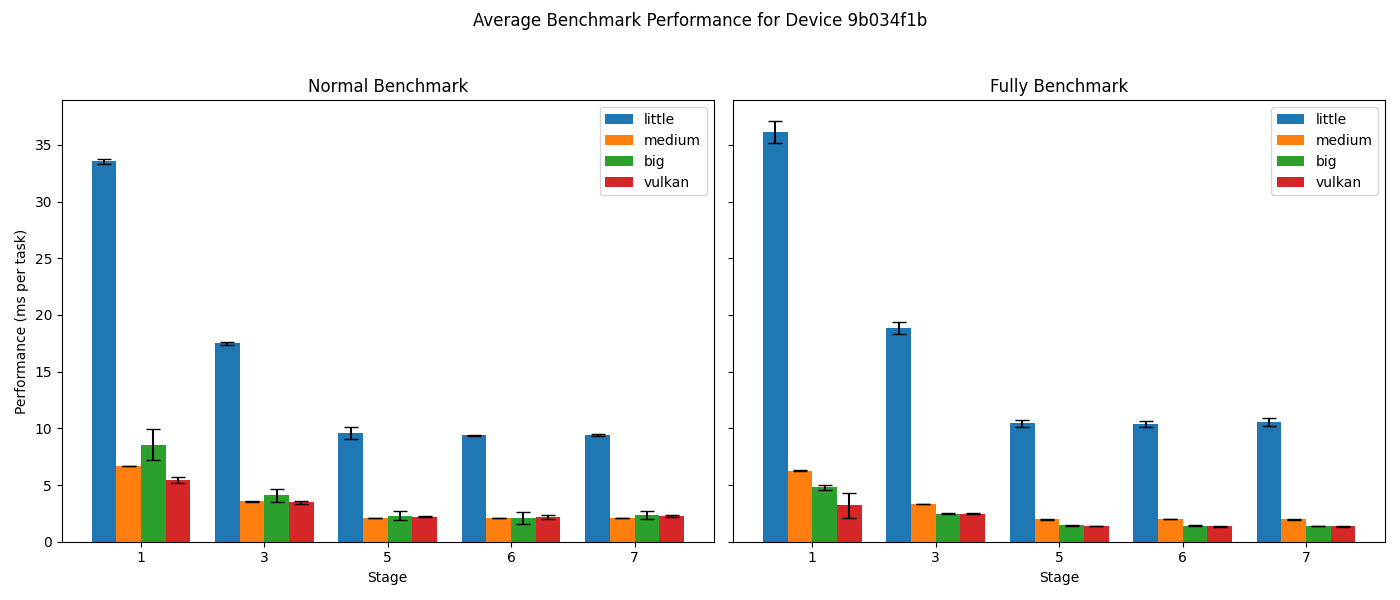 Average Benchmark Performance for Device 9b034f1b
Normal Benchmark
Performance (ms per task)
35
30
25
20
15
10
5
0
little
medium
big
vulkan
1 3 5 6 7
Stage
Fully Benchmark
little
medium
big
vulkan
1 3 5 6 7
Stage